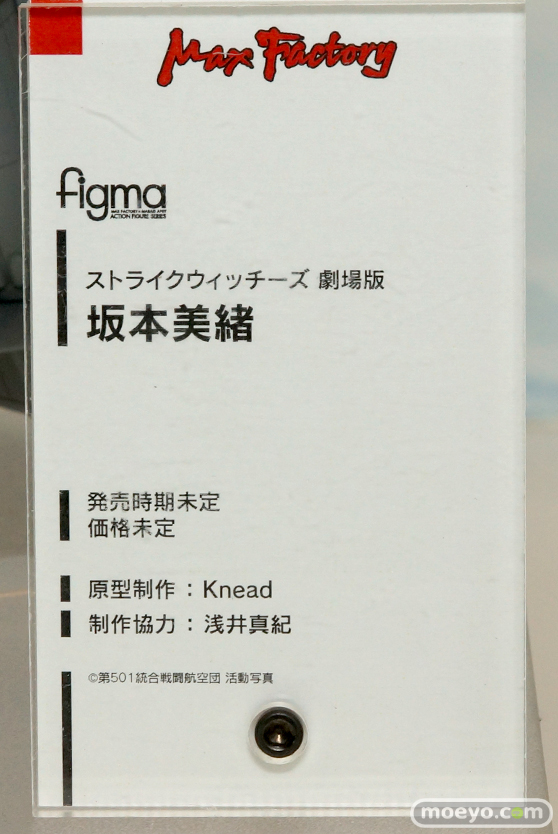 Max Factory
figma
MAX FACTORY × MASAKI APSY
ACTION FIGURE SERIES
ストライクウィッチーズ 劇場版
坂本美緒
発売時期未定
価格未定
原型制作：Knead
制作協力：浅井真紀
©第501統合戦闘航空団 活動写真
moeyo.com